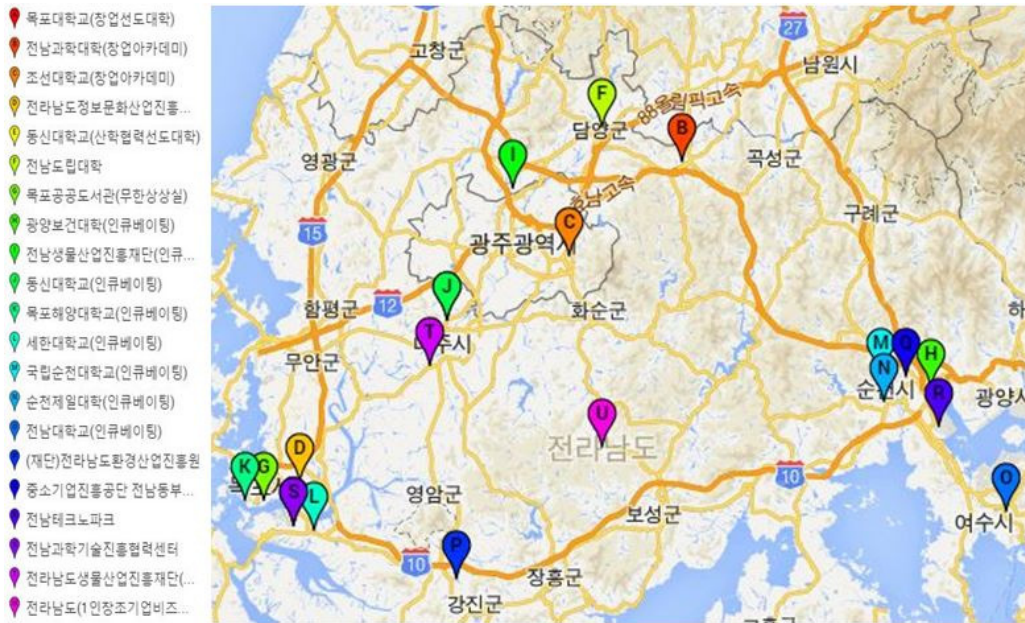 목포대학교(창업선도대학)
전남과학대학(창업아카데미)
조선대학교(창업아카데미)
전라남도정보문화산업진흥...
동신대학교(산학협력선도대학)
전남도립대학
목포공공도서관(무한상상실)
광양보건대학(인큐베이팅)
전남생물산업진흥재단(인큐...
동신대학교(인큐베이팅)
목포해양대학교(인큐베이팅)
세한대학교(인큐베이팅)
국립순천대학교(인큐베이팅)
순천제일대학(인큐베이팅)
전남대학교(인큐베이팅)
(재단)전라남도환경산업진흥원
중소기업진흥공단 전남동부...
전남테크노파크
전남과학기술진흥협력센터
전라남도생물산업진흥재단(...
전라남도(1인창조기업비즈...
27
고창군
남원시
F
88올림픽고속
담양군
B
I
영광군
곡성군
호남고속
C
구례군
15
광주광역시
J
함평군
12
화순군
하
T
무안군
M
Q
H
N
순천시
R
광양시
U
전라남도
D
K
G
S
L
영암군
10
O
보성군
여수시
P
10
장흥군
강진군